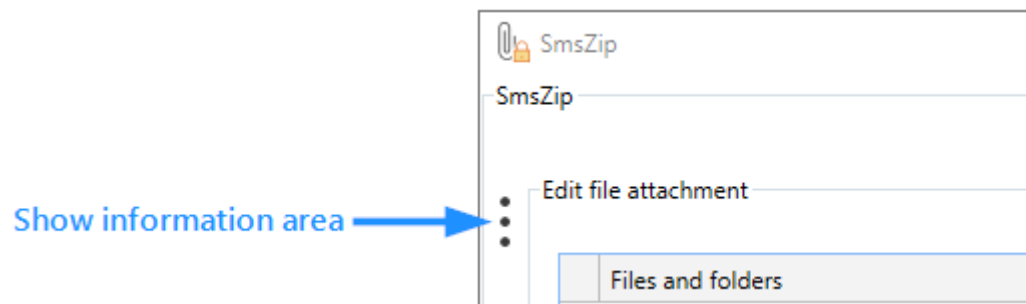 SmsZip
SmsZip
Edit file attachment
Show information area
Files and folders